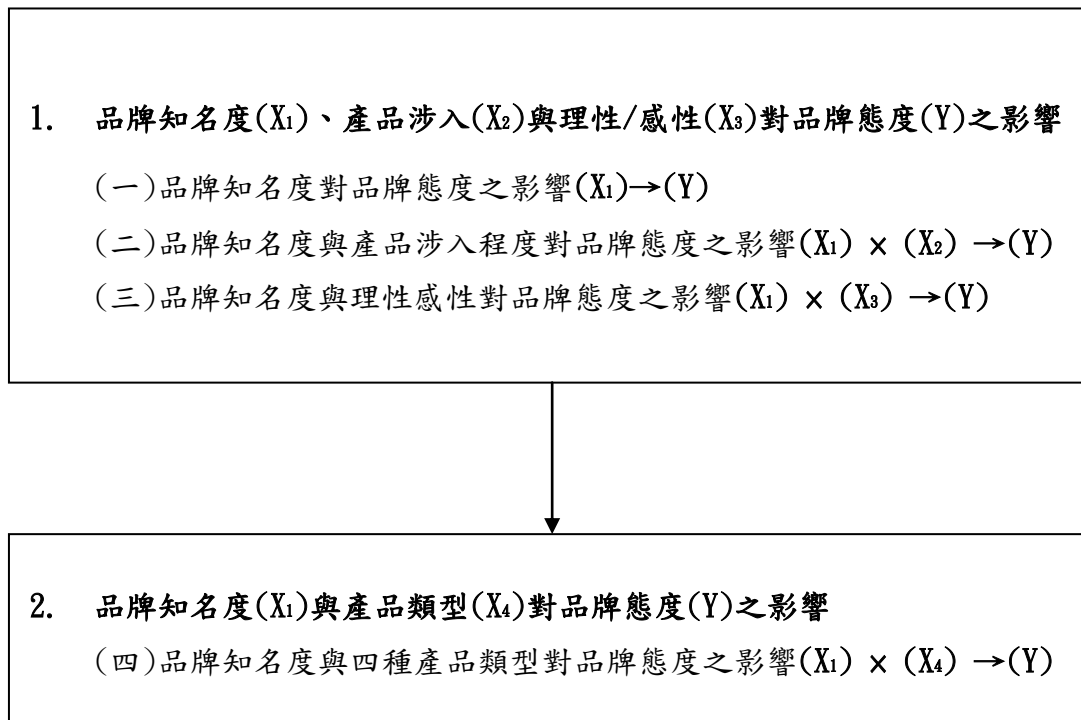 1. 品牌知名度(X₁)、產品涉入(X₂)與理性/感性(X₃)對品牌態度(Y)之影響
(一)品牌知名度對品牌態度之影響(X₁)→(Y)
(二)品牌知名度與產品涉入程度對品牌態度之影響(X₁) × (X₂) →(Y)
(三)品牌知名度與理性感性對品牌態度之影響(X₁) × (X₃) →(Y)
2. 品牌知名度(X₁)與產品類型(X₄)對品牌態度(Y)之影響
(四)品牌知名度與四種產品類型對品牌態度之影響(X₁) × (X₄) →(Y)